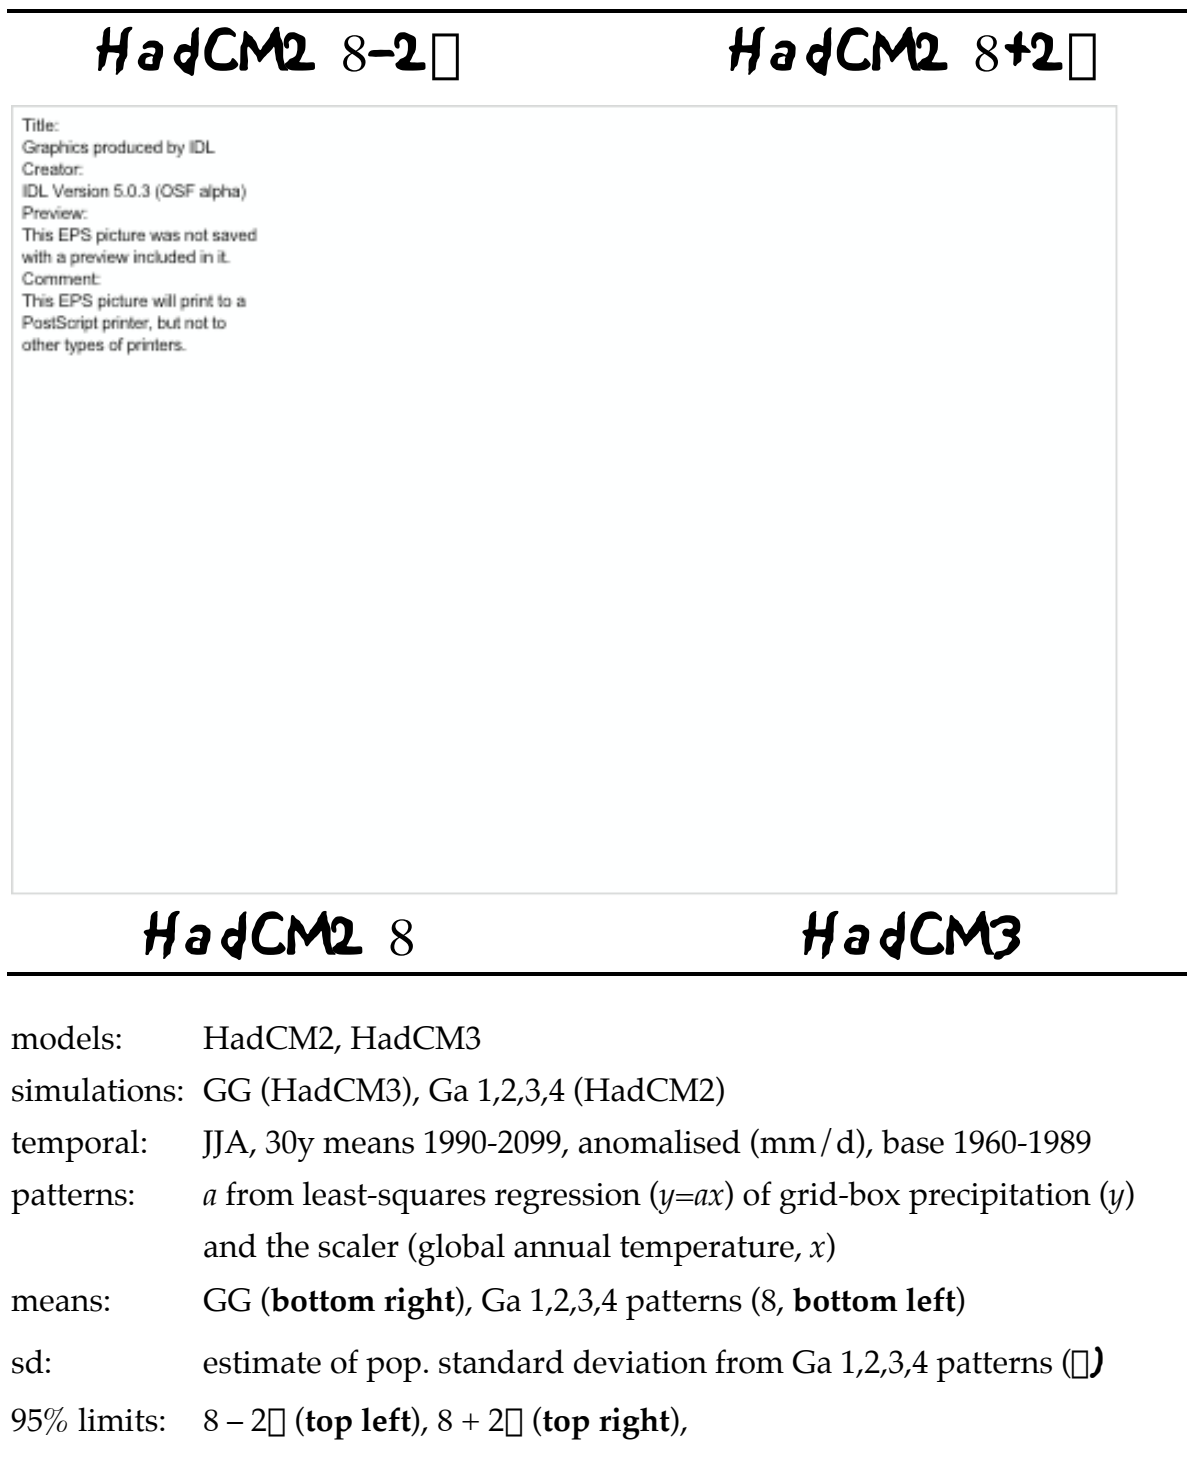 HadCM2 8-2▯ HadCM2 8+2▯
Title:
Graphics produced by IDL
Creator:
IDL Version 5.0.3 (OSF alpha)
Preview:
This EPS picture was not saved
with a preview included in it.
Comment:
This EPS picture will print to a
PostScript printer, but not to
other types of printers.
HadCM2 8 HadCM3
models: HadCM2, HadCM3
simulations: GG (HadCM3), Ga 1,2,3,4 (HadCM2)
temporal: JJA, 30y means 1990-2099, anomalised (mm/d), base 1960-1989
patterns: a from least-squares regression (y=ax) of grid-box precipitation (y)
and the scaler (global annual temperature, x)
means: GG (bottom right), Ga 1,2,3,4 patterns (8, bottom left)
sd: estimate of pop. standard deviation from Ga 1,2,3,4 patterns (▯)
95% limits: 8 – 2▯ (top left), 8 + 2▯ (top right),